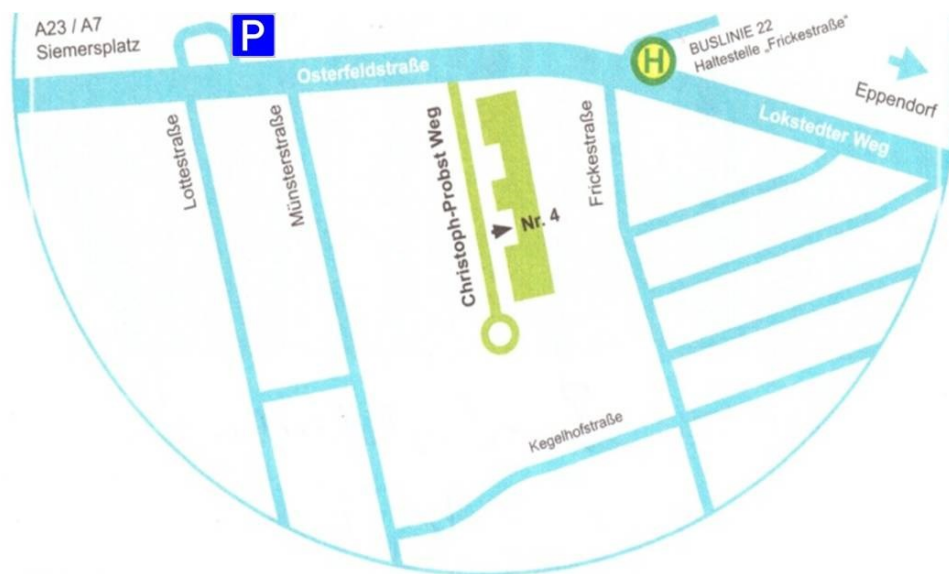 A23 / A7
Siemersplatz
P
Osterfeldstraße
H
BUSLINIE 22
Haltestelle „Frickestraße“
Eppendorf
Lokstedter Weg
Lottestraße
Münsterstraße
Christoph-Probst Weg
Nr. 4
Frickestraße
Kegelhofstraße